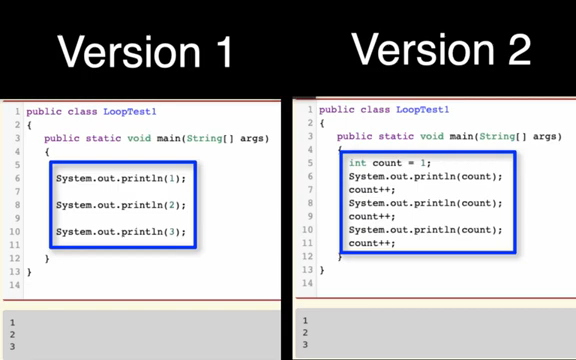 Version 1
1 public class LoopTest1
2 {
3 public static void main(String[] args)
4 {
5
6 System.out.println(1);
7
8 System.out.println(2);
9
10 System.out.println(3);
11
12 }
13 }
14
1
2
3
Version 2
1 public class LoopTest1
2 {
3 public static void main(String[] args)
4 {
5 int count = 1;
6 System.out.println(count);
7 count++;
8 System.out.println(count);
9 count++;
10 System.out.println(count);
11 count++;
12 }
13 }
14
1
2
3